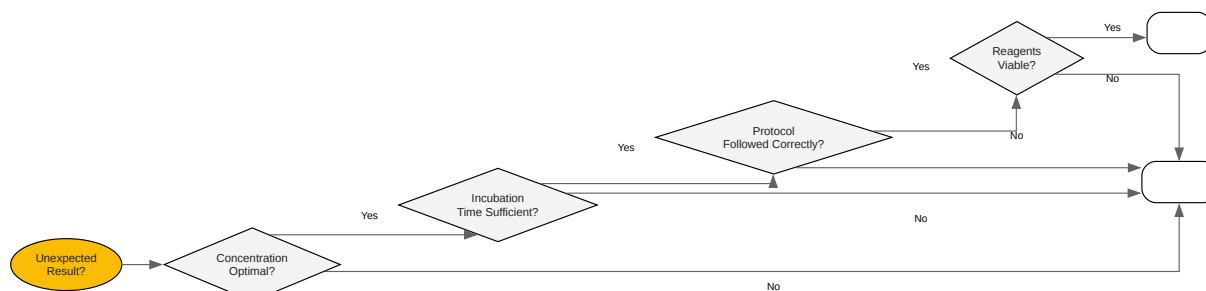 Yes
Reagents
Viable?
Yes
No
Protocol
Followed Correctly?
No
Yes
Incubation
Time Sufficient?
Yes
No
Unexpected
Result?
Concentration
Optimal?
No